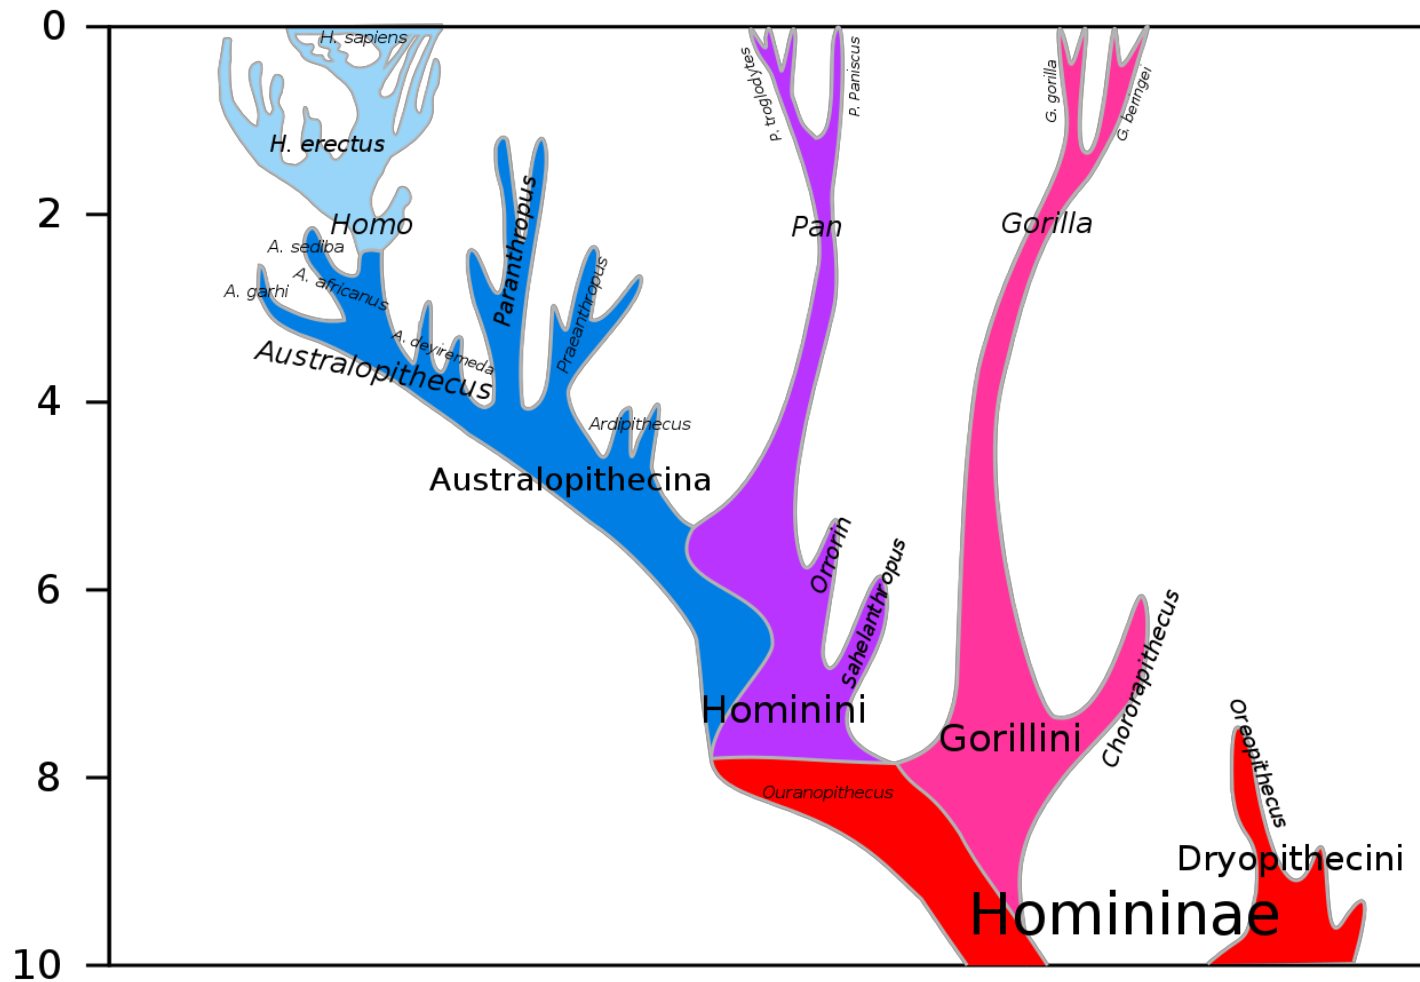 0
H. sapiens
P. troglodytes
P. Paniscus
G. gorilla
G. beringei
H. erectus
2
Homo
Pan
Gorilla
A. sediba
A. africanus
A. garhi
Paranthropus
Praeanthropus
A. deyiremeda
Australopithecus
4
Ardipithecus
Australopithecina
Orrorin
Sahelanthropus
6
Chororapithecus
Hominini
Gorillini
Oreopithecus
8
Ouranopithecus
Dryopithecini
Homininae
10